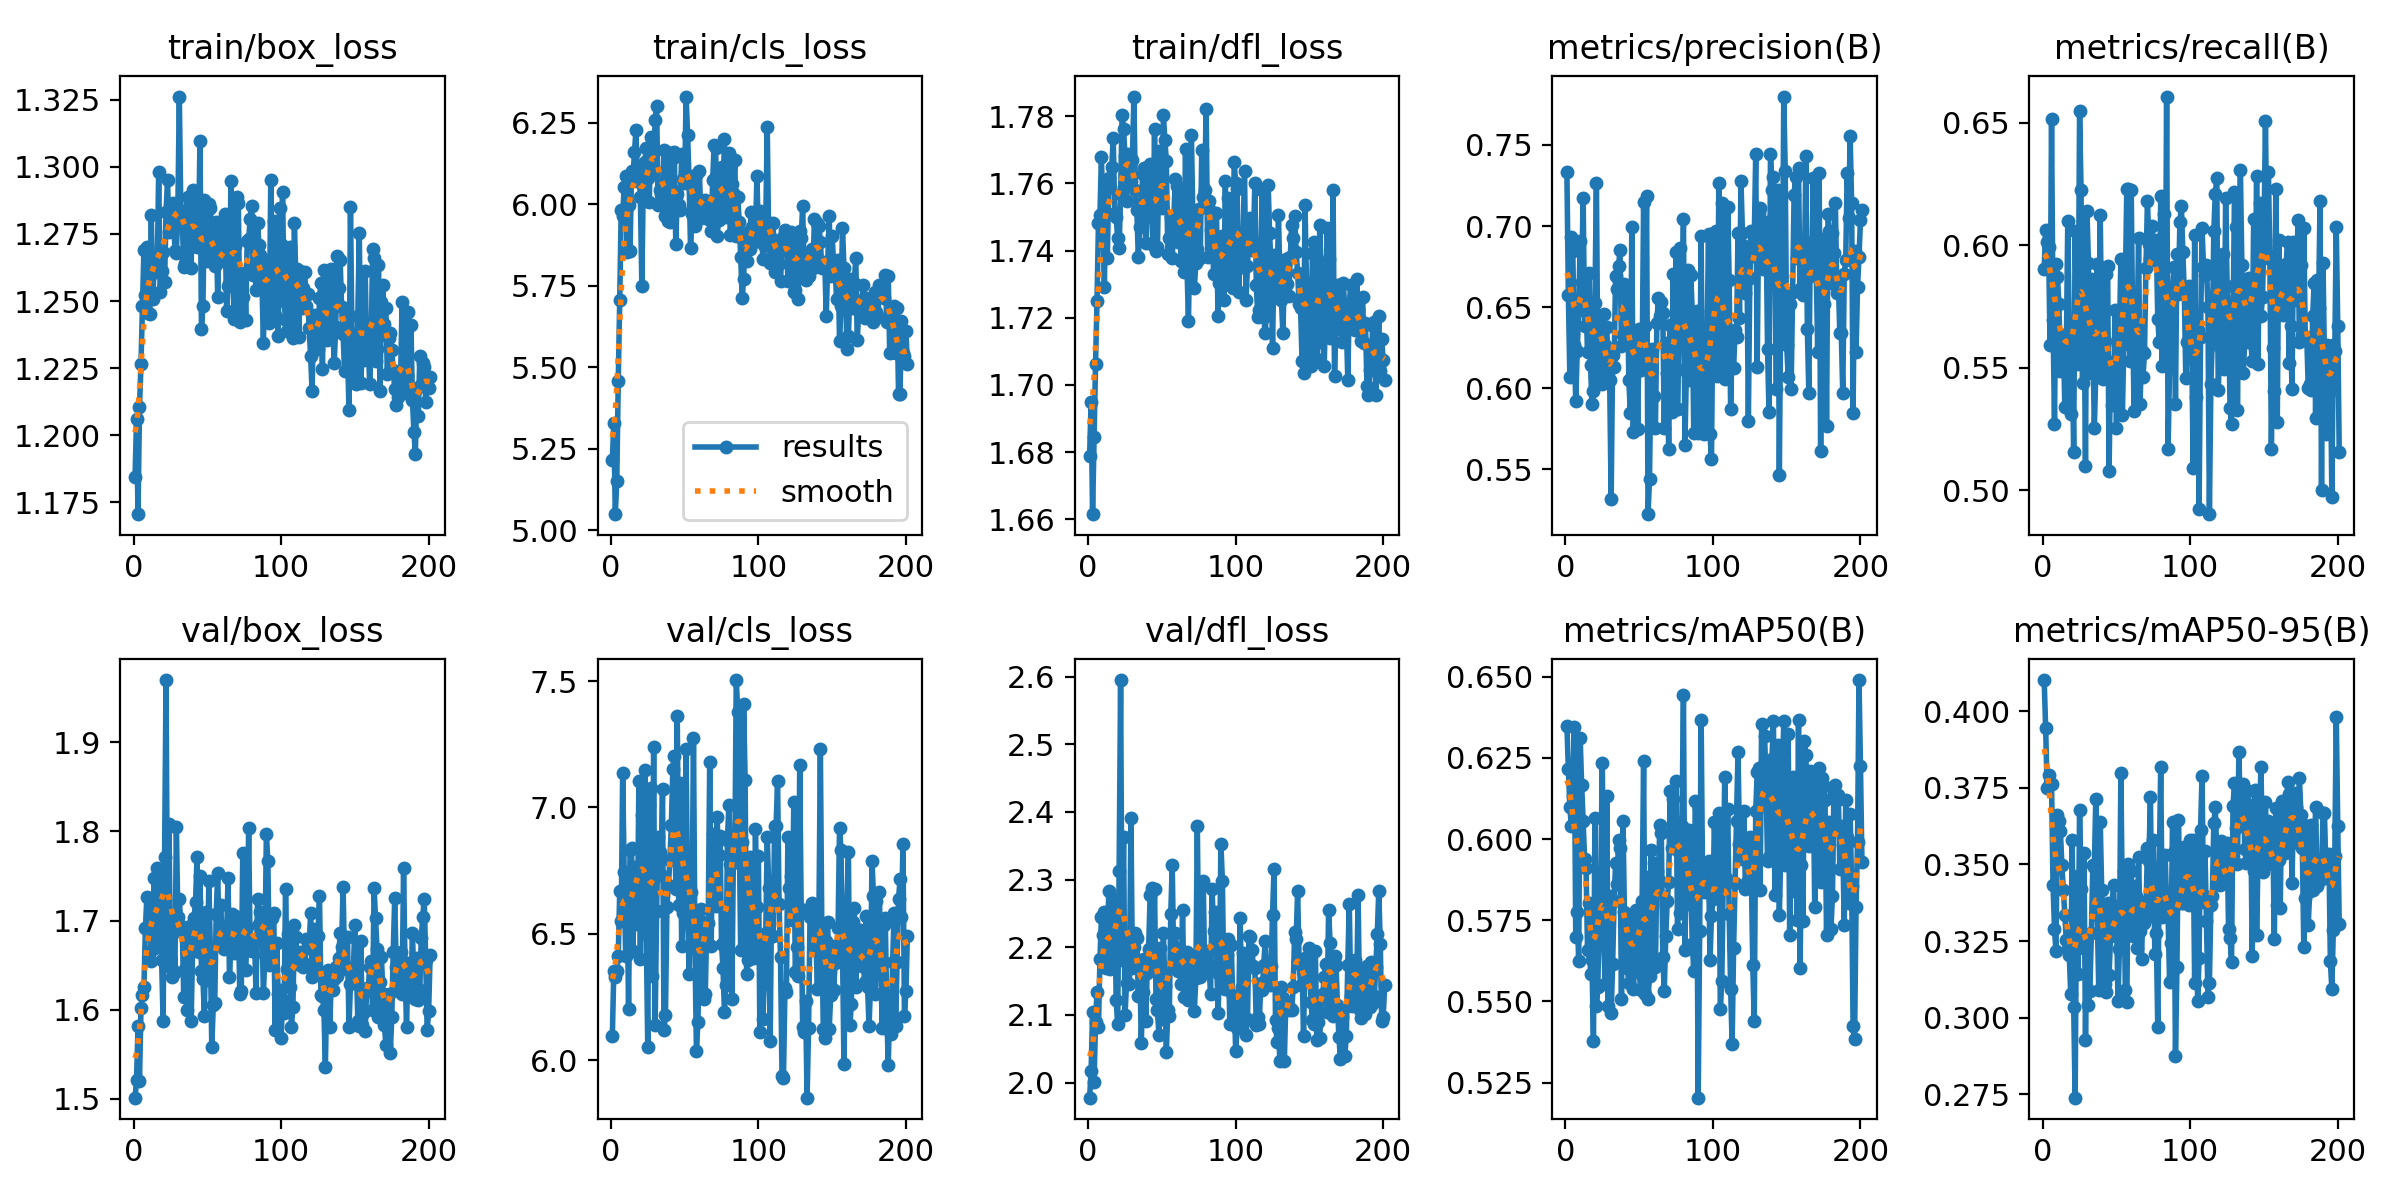 train/box_loss
1.325
1.300
1.275
1.250
1.225
1.200
1.175
0 100 200
train/cls_loss
6.25
6.00
5.75
5.50
5.25
5.00
results
smooth
0 100 200
train/dfl_loss
1.78
1.76
1.74
1.72
1.70
1.68
1.66
0 100 200
metrics/precision(B)
0.75
0.70
0.65
0.60
0.55
0 100 200
metrics/recall(B)
0.65
0.60
0.55
0.50
0 100 200
val/box_loss
1.9
1.8
1.7
1.6
1.5
0 100 200
val/cls_loss
7.5
7.0
6.5
6.0
0 100 200
val/dfl_loss
2.6
2.5
2.4
2.3
2.2
2.1
2.0
0 100 200
metrics/mAP50(B)
0.650
0.625
0.600
0.575
0.550
0.525
0 100 200
metrics/mAP50-95(B)
0.400
0.375
0.350
0.325
0.300
0.275
0 100 200